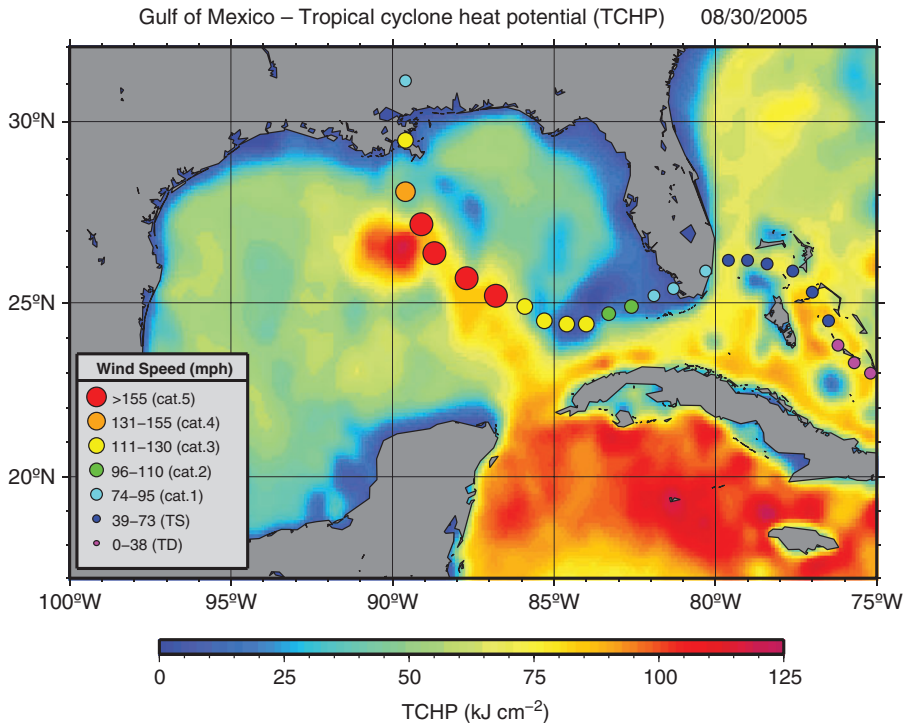 Gulf of Mexico – Tropical cyclone heat potential (TCHP) 08/30/2005
30ºN
25ºN
20ºN
Wind Speed (mph)
>155 (cat.5)
131–155 (cat.4)
111–130 (cat.3)
96–110 (cat.2)
74–95 (cat.1)
39–73 (TS)
0–38 (TD)
100ºW 95ºW 90ºW 85ºW 80ºW 75ºW
0 25 50 75 100 125
TCHP (kJ cm⁻²)